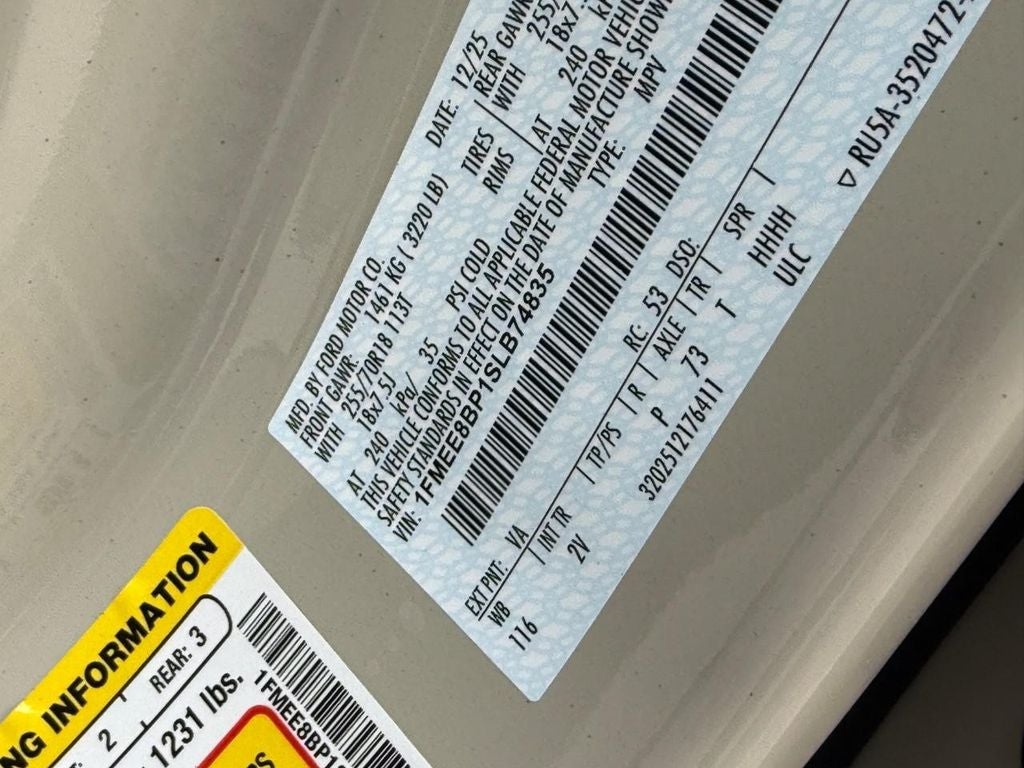 MFD. BY FORD MOTOR CO.
DATE: 12/25
FRONT GAWR: 1461 KG ( 3220 LB)
REAR GAWR
WITH 255/70R18 113T
TIRES
WITH
255/
18x7.5J
RIMS
18x7
AT 240 kPa/ 35 PSI COLD
AT 240
THIS VEHICLE CONFORMS TO ALL APPLICABLE FEDERAL MOTOR VEHIC
SAFETY STANDARDS IN EFFECT ON THE DATE OF MANUFACTURE SHOW
VIN: 1FMEE8BP1SLB74835
TYPE: MPV
EXT PNT: VA RC: 53 DSO:
WB INT TR TP/PS R AXLE TR SPR
116 2V P 73 T HHHH
3202512176411 ULC
▽ RU5A-3520472-
NG INFORMATION
2 REAR: 3
1231 lbs.
1FMEE8BP1